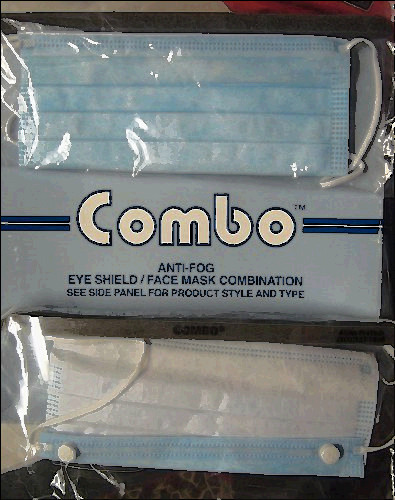 Combo™
ANTI-FOG
EYE SHIELD / FACE MASK COMBINATION
SEE SIDE PANEL FOR PRODUCT STYLE AND TYPE
COMBO®